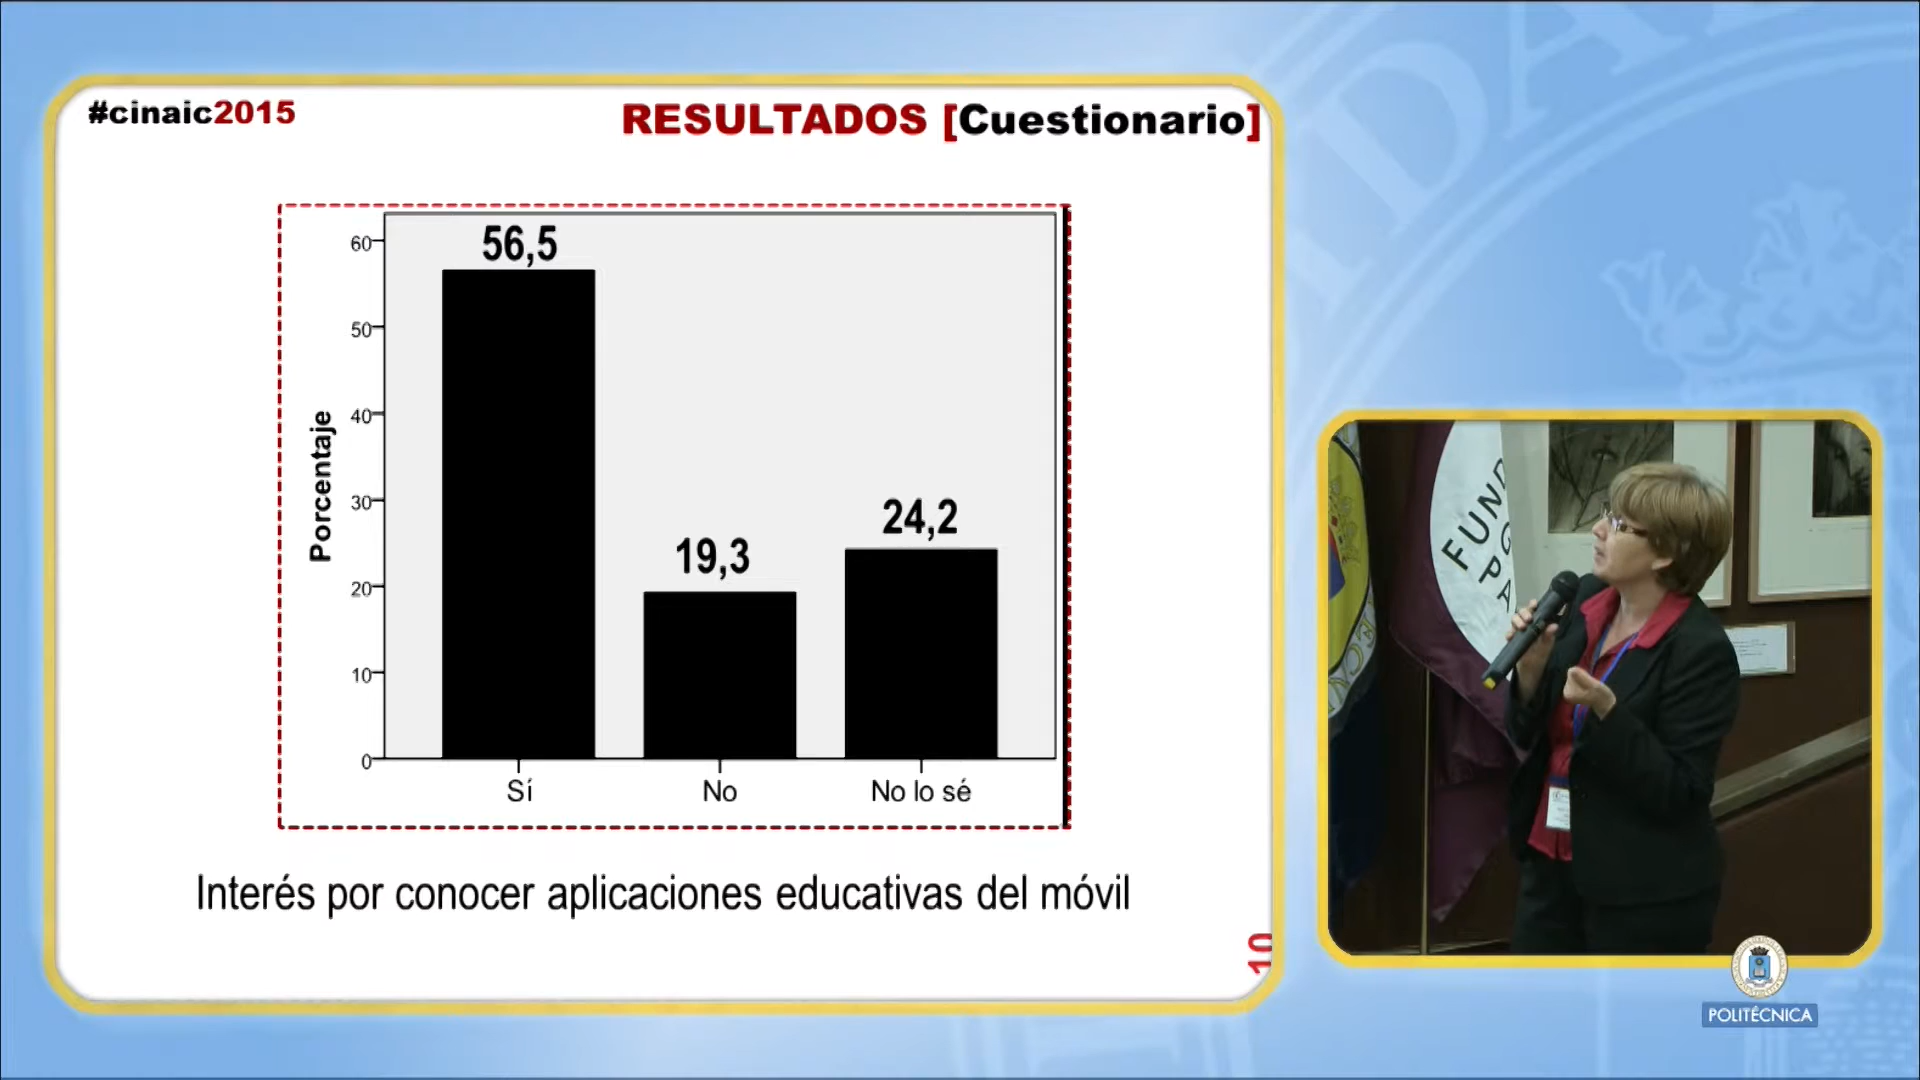 #cinaic2015
RESULTADOS [Cuestionario]
Porcentaje
60
50
40
30
20
10
0
56,5
19,3
24,2
Sí
No
No lo sé
Interés por conocer aplicaciones educativas del móvil
10
FUND
POLITÉCNICA